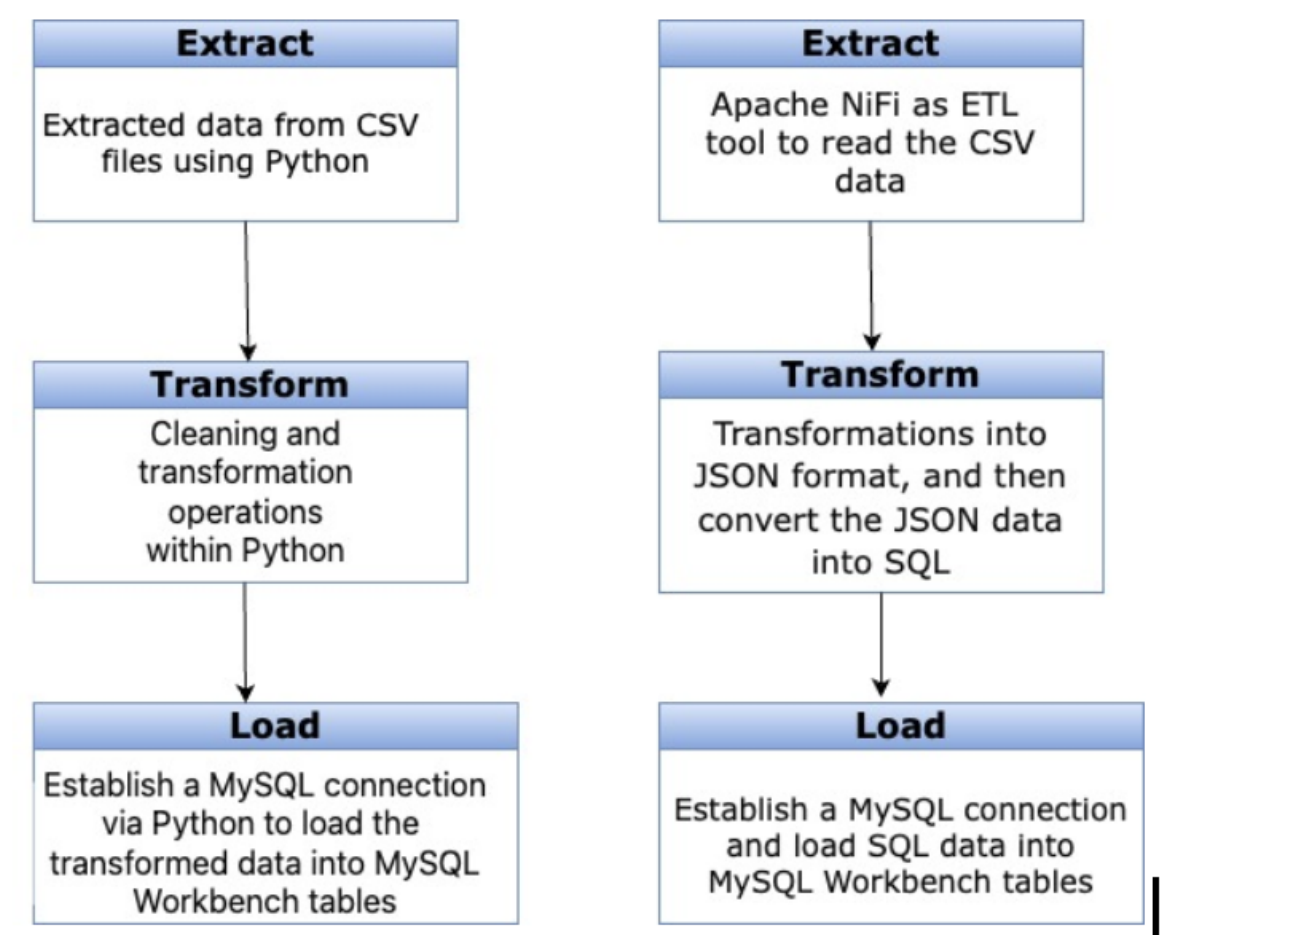 Extract
Extracted data from CSV
files using Python
Transform
Cleaning and
transformation
operations
within Python
Load
Establish a MySQL connection
via Python to load the
transformed data into MySQL
Workbench tables
Extract
Apache NiFi as ETL
tool to read the CSV
data
Transform
Transformations into
JSON format, and then
convert the JSON data
into SQL
Load
Establish a MySQL connection
and load SQL data into
MySQL Workbench tables